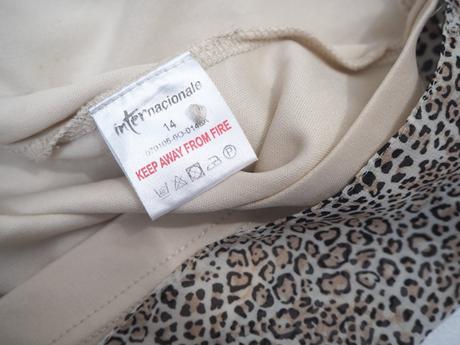 internacionale
14
KEEP AWAY FROM FIRE
P